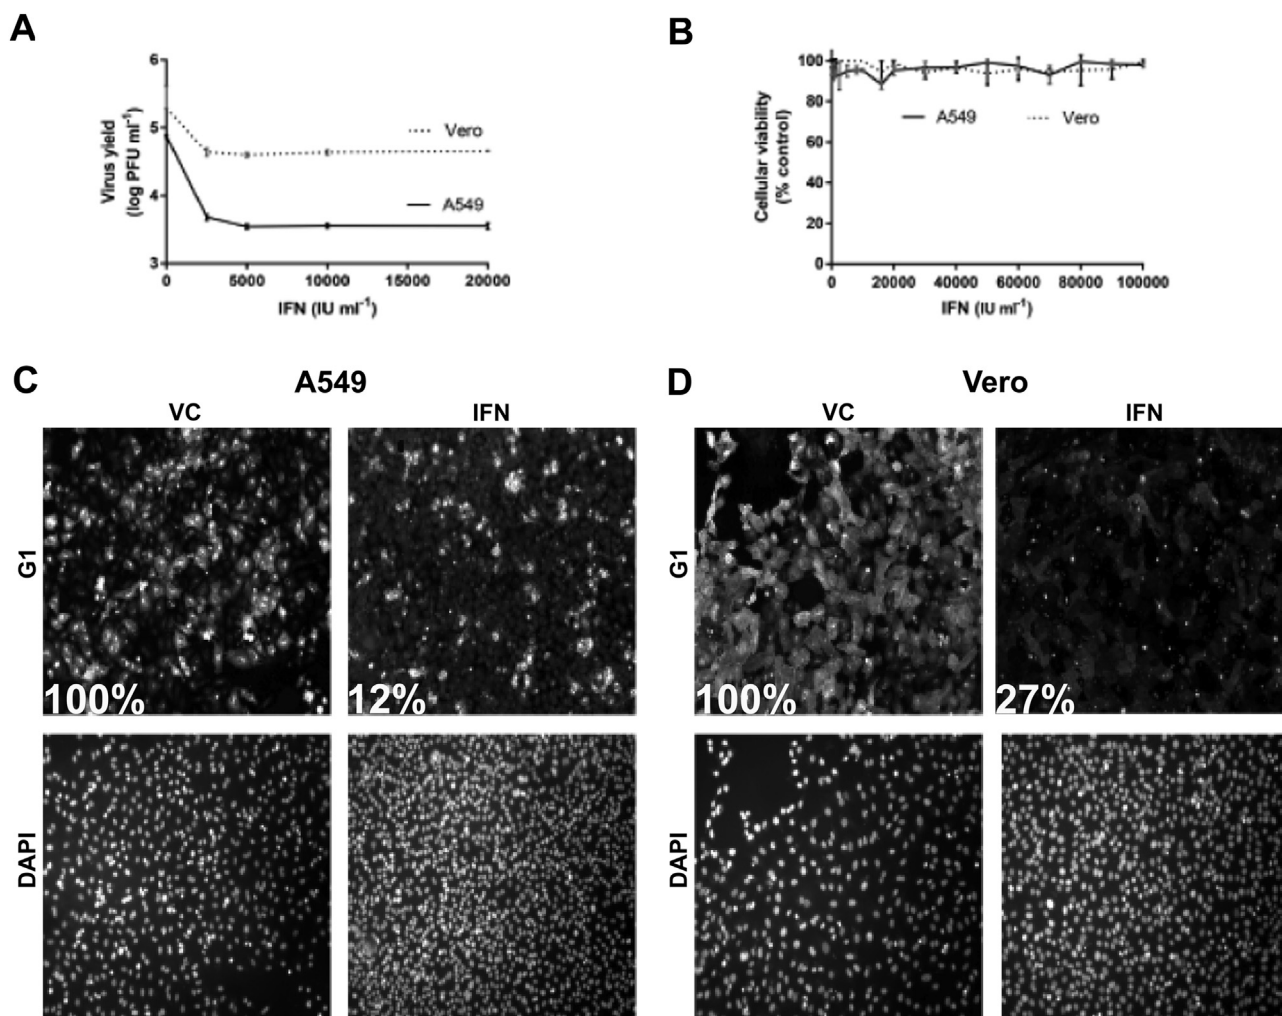 A
6
5
4
3
Virus yield
(log PFU ml⁻¹)
Vero
A549
0 5000 10000 15000 20000
IFN (IU ml⁻¹)
B
100
80
60
40
20
0
Cellular viability
(% control)
A549 Vero
0 20000 40000 60000 80000 100000
IFN (IU ml⁻¹)
C
A549
VC IFN
G1
100% 12%
DAPI
D
Vero
VC IFN
G1
100% 27%
DAPI